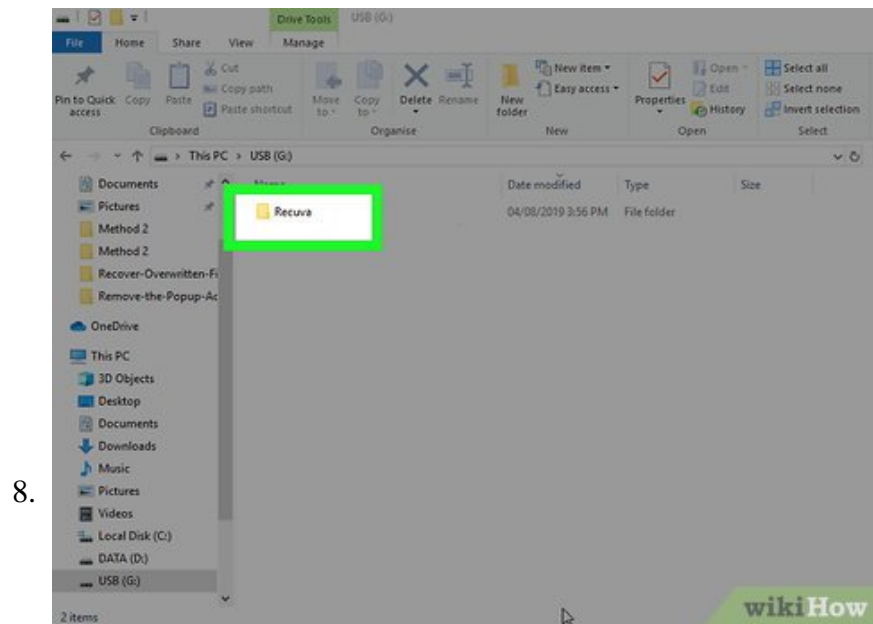 Drive Tools USB (G:)
File Home Share View Manage
Pin to Quick access
Copy
Paste
Cut
Copy path
Paste shortcut
Move to
Copy to
Delete
Rename
New folder
New item
Easy access
Properties
Open
Edit
History
Select all
Select none
Invert selection
Clipboard Organise New Open Select
This PC > USB (G:)
Name Date modified Type Size
Recuva 04/08/2019 3:56 PM File folder
Documents
Pictures
Method 2
Method 2
Recover-Overwritten-Fi
Remove-the-Popup-Ac
OneDrive
This PC
3D Objects
Desktop
Documents
Downloads
Music
Pictures
Videos
Local Disk (C:)
DATA (D:)
USB (G:)
2 items
8.
wikiHow